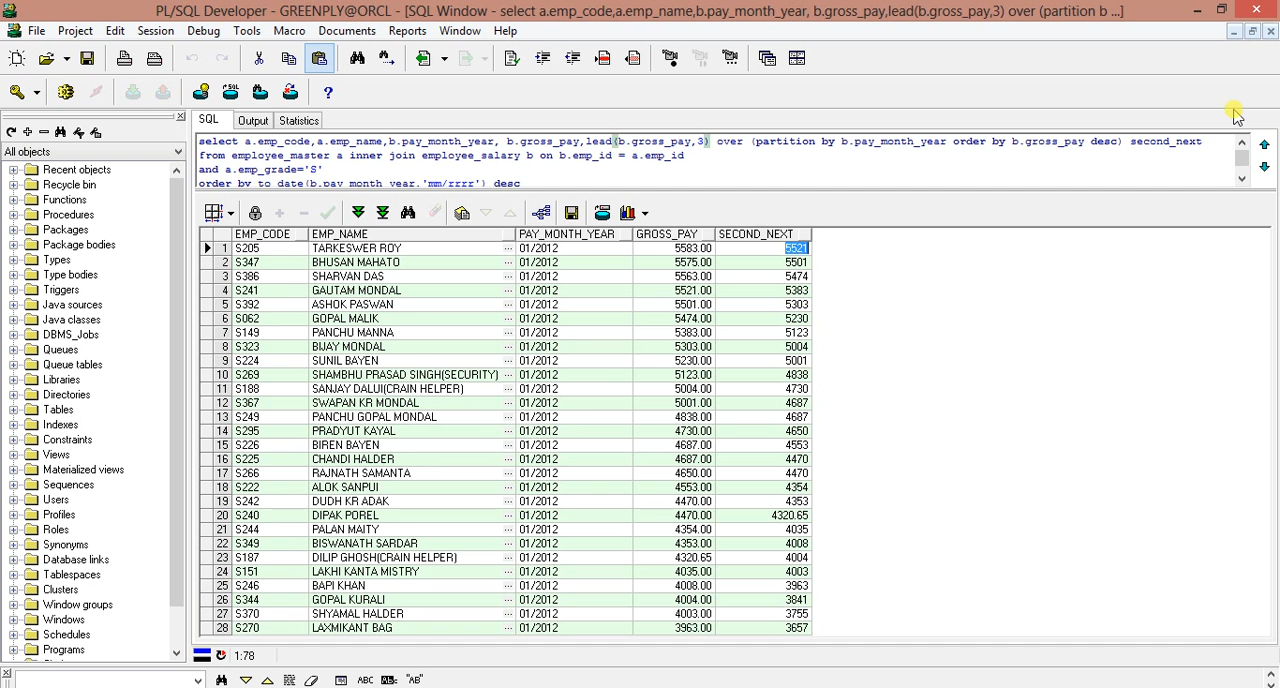 PL/SQL Developer - GREENPLY@ORCL - [SQL Window - select a.emp_code,a.emp_name,b.pay_month_year, b.gross_pay,lead(b.gross_pay,3) over (partition b ...]
File Project Edit Session Debug Tools Macro Documents Reports Window Help
SQL Output Statistics
All objects
Recent objects
Recycle bin
Functions
Procedures
Packages
Package bodies
Types
Type bodies
Triggers
Java sources
Java classes
DBMS_Jobs
Queues
Queue tables
Libraries
Directories
Tables
Indexes
Constraints
Views
Materialized views
Sequences
Users
Profiles
Roles
Synonyms
Database links
Tablespaces
Clusters
Window groups
Windows
Schedules
Programs
select a.emp_code,a.emp_name,b.pay_month_year, b.gross_pay,lead(b.gross_pay,3) over (partition by b.pay_month_year order by b.gross_pay desc) second_next
from employee_master a inner join employee_salary b on b.emp_id = a.emp_id
and a.emp_grade='S'
order by to_date(b.pay_month_year,'mm/rrrr') desc
EMP_CODE EMP_NAME PAY_MONTH_YEAR GROSS_PAY SECOND_NEXT
1 S205 TARKESWER ROY ... 01/2012 5583.00 5521
2 S347 BHUSAN MAHATO ... 01/2012 5575.00 5501
3 S386 SHARVAN DAS ... 01/2012 5563.00 5474
4 S241 GAUTAM MONDAL ... 01/2012 5521.00 5383
5 S392 ASHOK PASWAN ... 01/2012 5501.00 5303
6 S062 GOPAL MALIK ... 01/2012 5474.00 5230
7 S149 PANCHU MANNA ... 01/2012 5383.00 5123
8 S323 BIJAY MONDAL ... 01/2012 5303.00 5004
9 S224 SUNIL BAYEN ... 01/2012 5230.00 5001
10 S269 SHAMBHU PRASAD SINGH(SECURITY) ... 01/2012 5123.00 4838
11 S188 SANJAY DALUI(CRAIN HELPER) ... 01/2012 5004.00 4730
12 S367 SWAPAN KR MONDAL ... 01/2012 5001.00 4687
13 S249 PANCHU GOPAL MONDAL ... 01/2012 4838.00 4687
14 S295 PRADYUT KAYAL ... 01/2012 4730.00 4650
15 S226 BIREN BAYEN ... 01/2012 4687.00 4553
16 S225 CHANDI HALDER ... 01/2012 4687.00 4470
17 S266 RAJNATH SAMANTA ... 01/2012 4650.00 4470
18 S222 ALOK SANPUI ... 01/2012 4553.00 4354
19 S242 DUDH KR ADAK ... 01/2012 4470.00 4353
20 S240 DIPAK POREL ... 01/2012 4470.00 4320.65
21 S244 PALAN MAITY ... 01/2012 4354.00 4035
22 S349 BISWANATH SARDAR ... 01/2012 4353.00 4008
23 S187 DILIP GHOSH(CRAIN HELPER) ... 01/2012 4320.65 4004
24 S151 LAKHI KANTA MISTRY ... 01/2012 4035.00 4003
25 S246 BAPI KHAN ... 01/2012 4008.00 3963
26 S344 GOPAL KURALI ... 01/2012 4004.00 3841
27 S370 SHYAMAL HALDER ... 01/2012 4003.00 3755
28 S270 LAXMIKANT BAG ... 01/2012 3963.00 3657
1:78
ABC "AB"